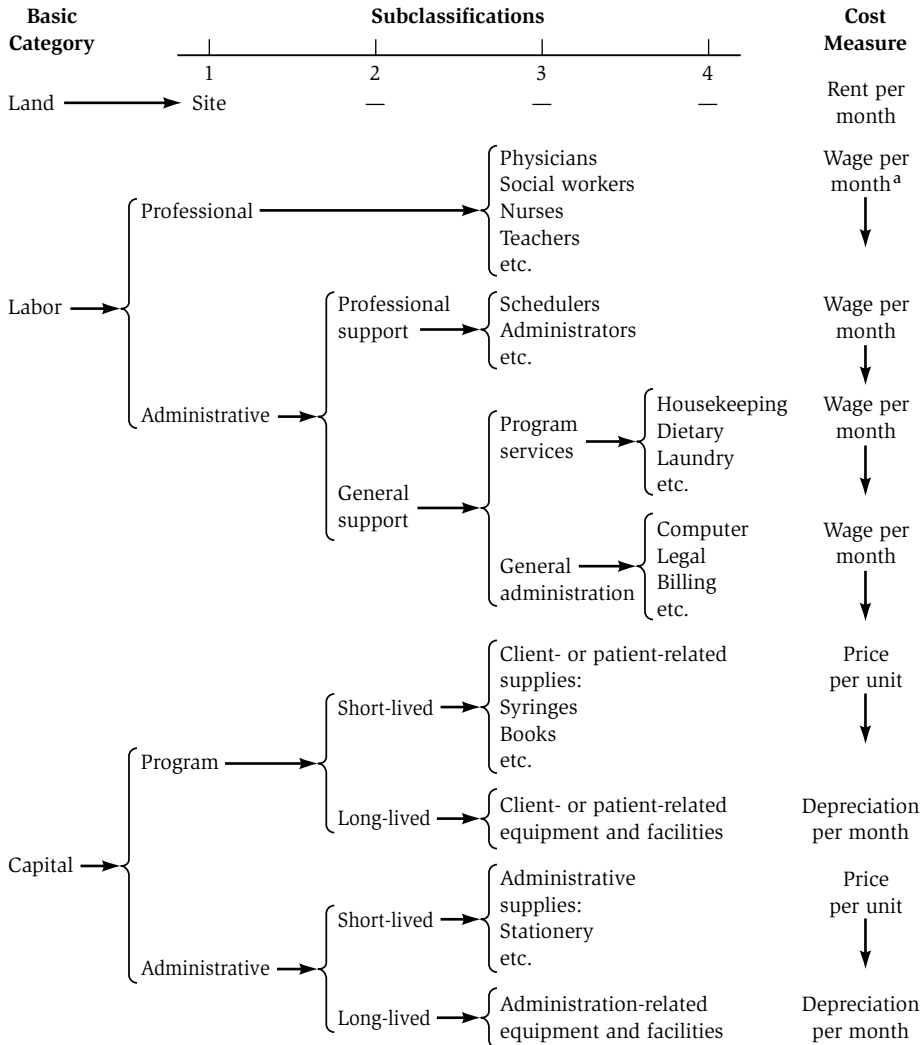 Basic
Category
Subclassifications
Cost
Measure
1 2 3 4
Land Site — — — Rent per
month
Physicians
Social workers
Nurses
Teachers
etc.
Wage per
month a
Professional
Labor
Professional
support
Schedulers
Administrators
etc.
Wage per
month
Administrative
Program
services
Housekeeping
Dietary
Laundry
etc.
Wage per
month
General
support
General
administration
Computer
Legal
Billing
etc.
Wage per
month
Client- or patient-related
supplies:
Syringes
Books
etc.
Price
per unit
Short-lived
Program
Long-lived
Client- or patient-related
equipment and facilities
Depreciation
per month
Capital
Administrative
supplies:
Stationery
etc.
Price
per unit
Short-lived
Administrative
Long-lived
Administration-related
equipment and facilities
Depreciation
per month